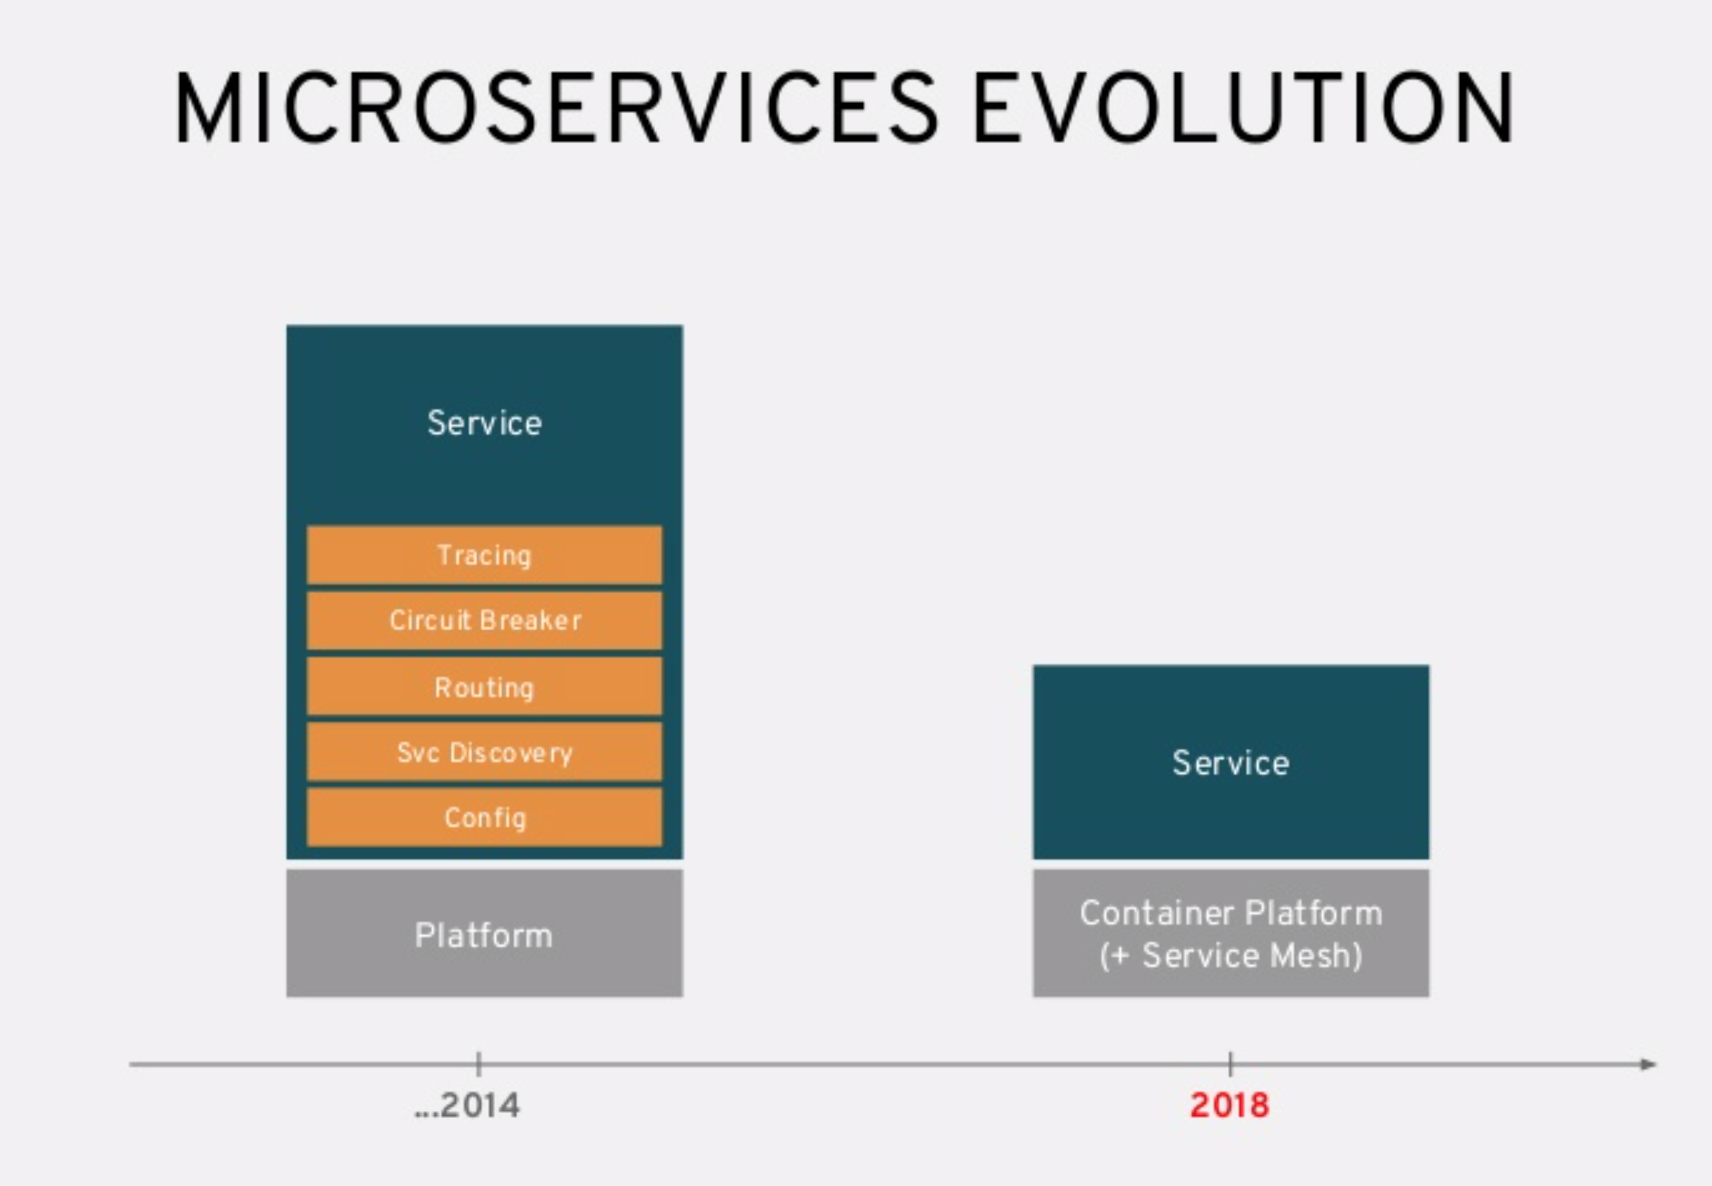 MICROSERVICES EVOLUTION
Service
Tracing
Circuit Breaker
Routing
Svc Discovery
Config
Platform
Service
Container Platform
(+ Service Mesh)
...2014
2018